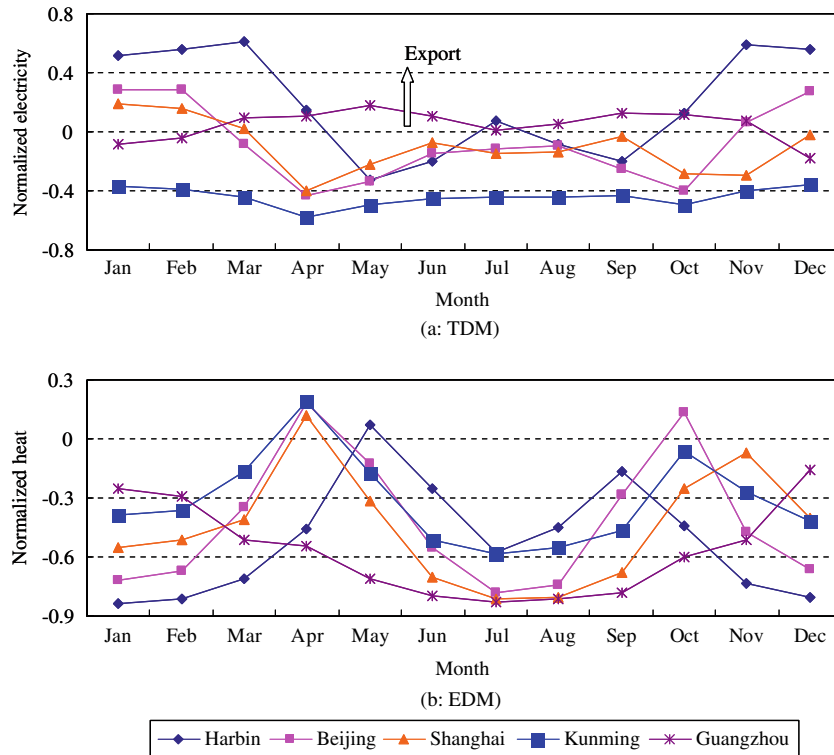 0.8
0.4
0
-0.4
-0.8
Normalized electricity
Export
Jan Feb Mar Apr May Jun Jul Aug Sep Oct Nov Dec
Month
(a: TDM)
0.3
0
-0.3
-0.6
-0.9
Normalized heat
Jan Feb Mar Apr May Jun Jul Aug Sep Oct Nov Dec
Month
(b: EDM)
Harbin Beijing Shanghai Kunming Guangzhou